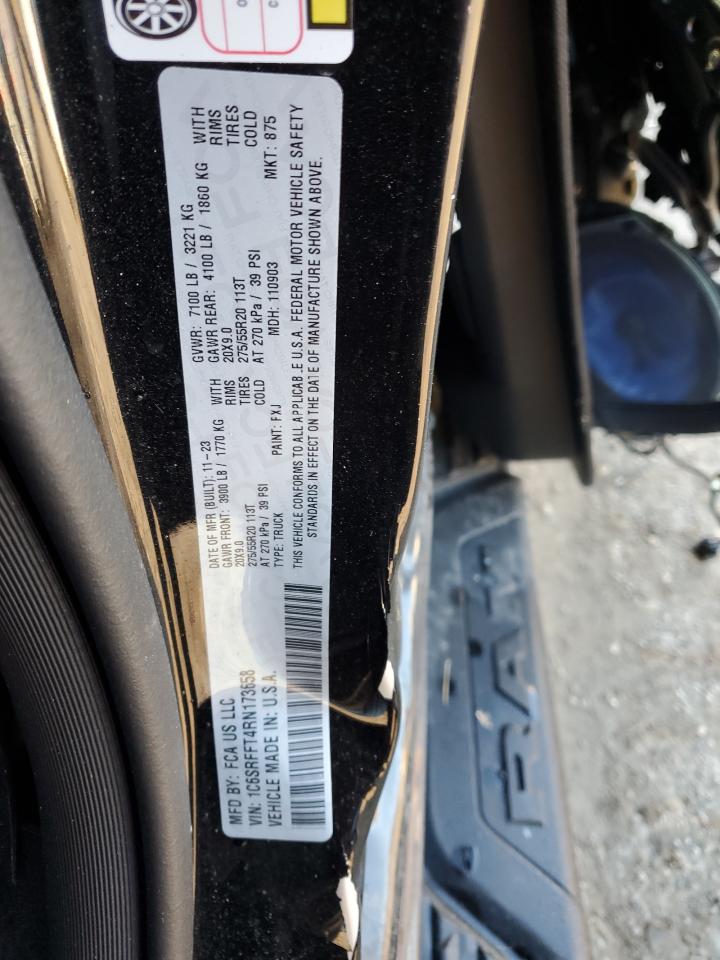 MFD BY: FCA US LLC
DATE OF MFR (BUILT): 11-23
GVWR: 7100 LB / 3221 KG
GAWR FRONT: 3900 LB / 1770 KG WITH
GAWR REAR: 4100 LB / 1860 KG WITH
20X9.0 RIMS
20X9.0 RIMS
275/55R20 113T TIRES
275/55R20 113T TIRES
AT 270 kPa / 39 PSI COLD
AT 270 kPa / 39 PSI COLD
VIN: 1C6SRFFT4RN173658
TYPE: TRUCK
PAINT: FXJ
MDH: 110903
MKT: 875
VEHICLE MADE IN: U.S.A.
THIS VEHICLE CONFORMS TO ALL APPLICABLE U.S.A. FEDERAL MOTOR VEHICLE SAFETY
STANDARDS IN EFFECT ON THE DATE OF MANUFACTURE SHOWN ABOVE.
RAM